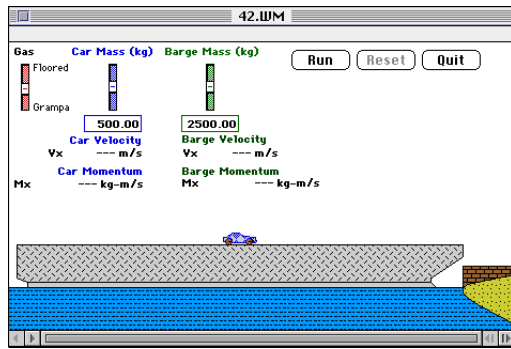 42.WM
Gas Car Mass (kg) Barge Mass (kg)
Run Reset Quit
Floored
Grampa
500.00 2500.00
Car Velocity Barge Velocity
Vx --- m/s Vx --- m/s
Car Momentum Barge Momentum
Mx --- kg-m/s Mx --- kg-m/s